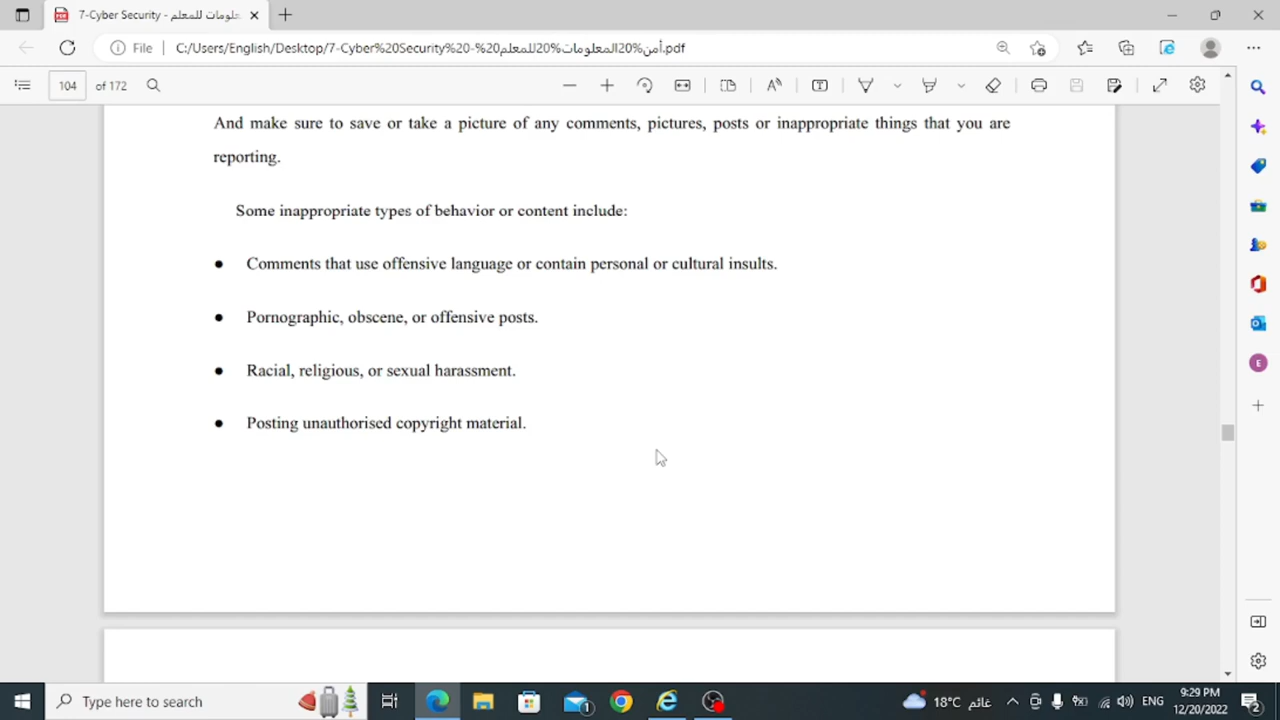 7-Cyber Security - معلومات للمعلم
File
C:/Users/English/Desktop/7-Cyber%20Security%20-%20أمن%20المعلومات%20للمعلم.pdf
104 of 172
And make sure to save or take a picture of any comments, pictures, posts or inappropriate things that you are
reporting.
Some inappropriate types of behavior or content include:
● Comments that use offensive language or contain personal or cultural insults.
● Pornographic, obscene, or offensive posts.
● Racial, religious, or sexual harassment.
● Posting unauthorised copyright material.
E
Type here to search
1
18°C غائم
ENG
9:29 PM
12/20/2022
2